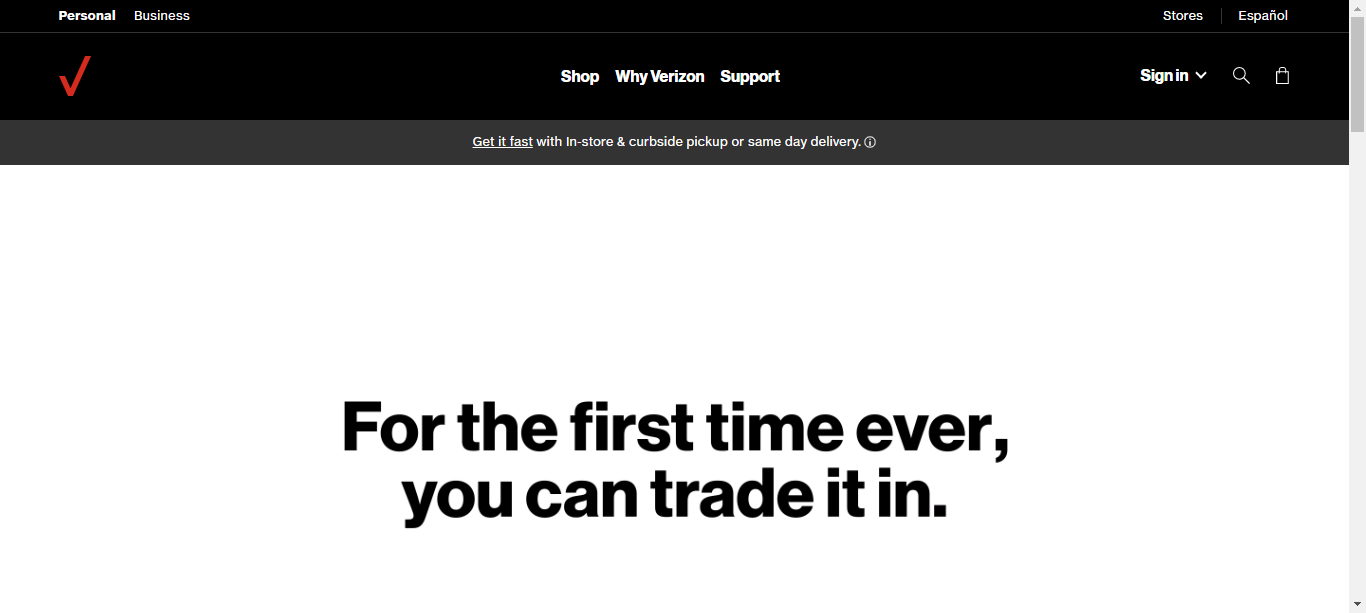 Personal Business Stores Español
Shop Why Verizon Support Sign in
Get it fast with In-store & curbside pickup or same day delivery.
For the first time ever,
you can trade it in.